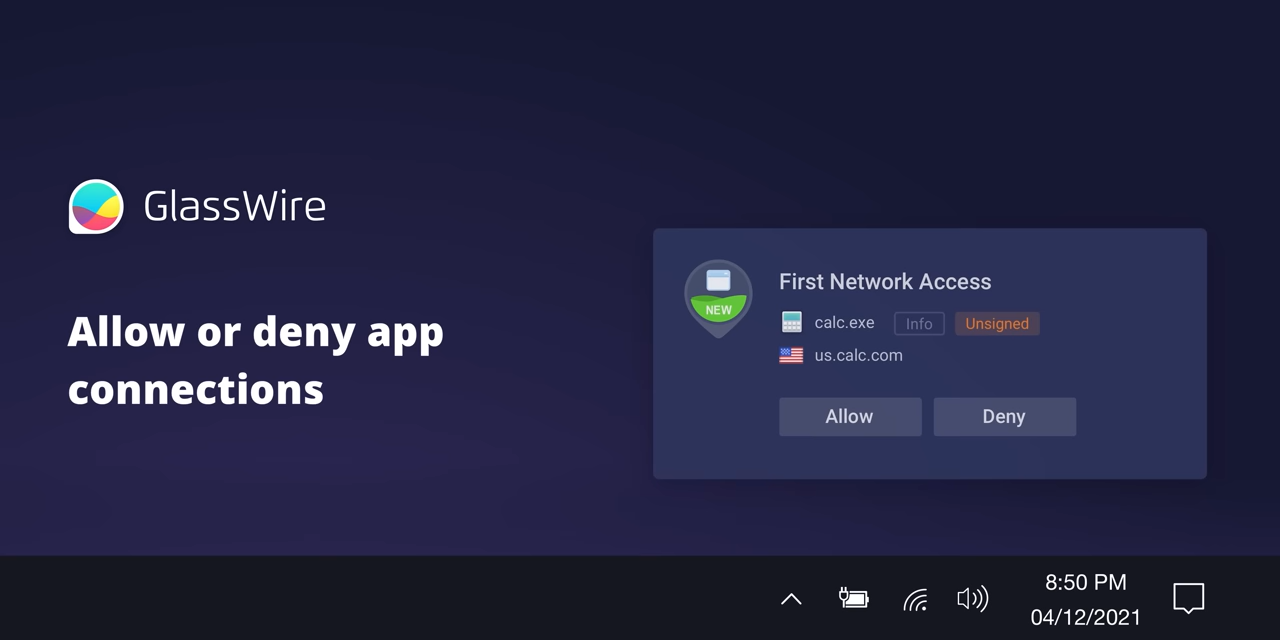 GlassWire
Allow or deny app
connections
First Network Access
NEW
calc.exe Info Unsigned
us.calc.com
Allow Deny
8:50 PM
04/12/2021